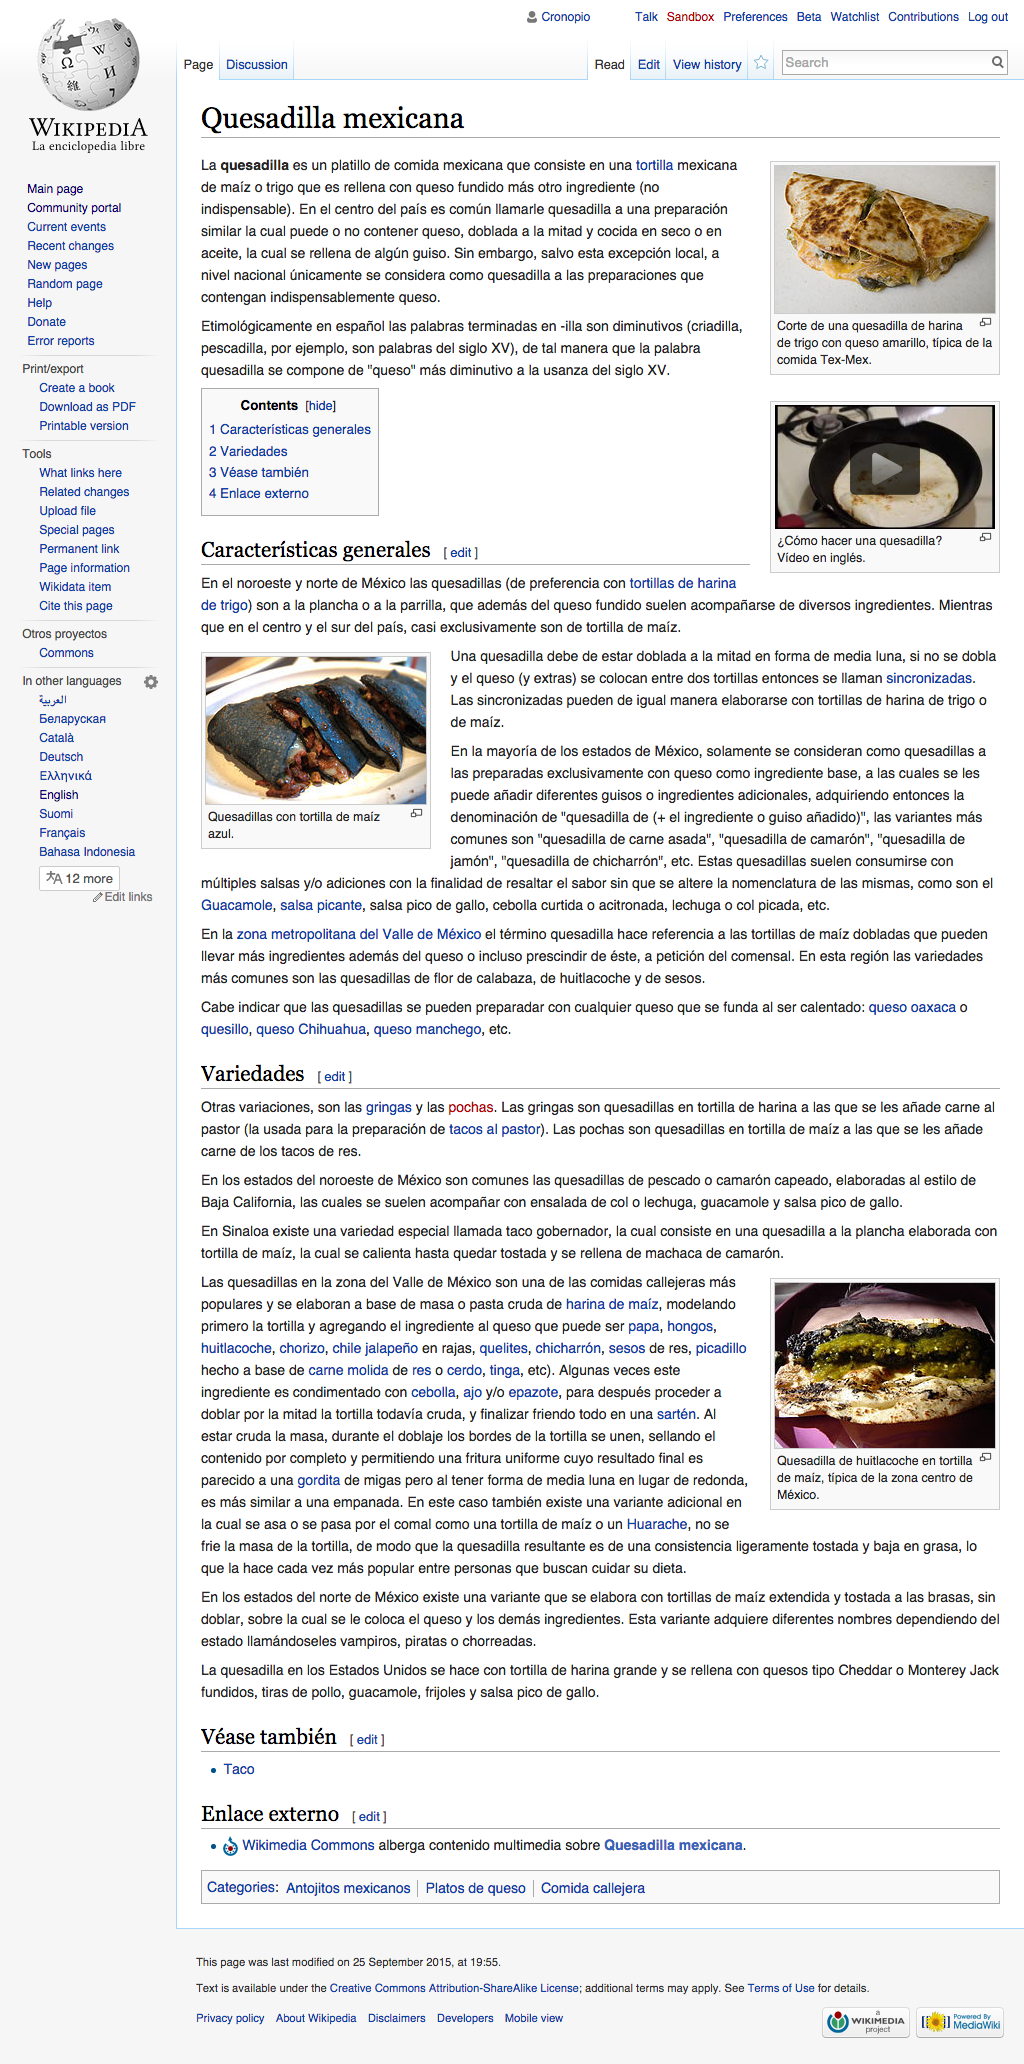 Cronopio Talk Sandbox Preferences Beta Watchlist Contributions Log out
Page Discussion Read Edit View history Search
WIKIPEDIA
La enciclopedia libre
Main page
Community portal
Current events
Recent changes
New pages
Random page
Help
Donate
Error reports
Print/export
Create a book
Download as PDF
Printable version
Tools
What links here
Related changes
Upload file
Special pages
Permanent link
Page information
Wikidata item
Cite this page
Otros proyectos
Commons
In other languages
العربية
Беларуская
Català
Deutsch
Ελληνικά
English
Suomi
Français
Bahasa Indonesia
12 more
Edit links
Quesadilla mexicana
La quesadilla es un platillo de comida mexicana que consiste en una tortilla mexicana
de maíz o trigo que es rellena con queso fundido más otro ingrediente (no
indispensable). En el centro del país es común llamarle quesadilla a una preparación
similar la cual puede o no contener queso, doblada a la mitad y cocida en seco o en
aceite, la cual se rellena de algún guiso. Sin embargo, salvo esta excepción local, a
nivel nacional únicamente se considera como quesadilla a las preparaciones que
contengan indispensablemente queso.
Etimológicamente en español las palabras terminadas en -illa son diminutivos (criadilla,
pescadilla, por ejemplo, son palabras del siglo XV), de tal manera que la palabra
quesadilla se compone de "queso" más diminutivo a la usanza del siglo XV.
Corte de una quesadilla de harina
de trigo con queso amarillo, típica de la
comida Tex-Mex.
Contents [hide]
1 Características generales
2 Variedades
3 Véase también
4 Enlace externo
¿Cómo hacer una quesadilla?
Vídeo en inglés.
Características generales [ edit ]
En el noroeste y norte de México las quesadillas (de preferencia con tortillas de harina
de trigo) son a la plancha o a la parrilla, que además del queso fundido suelen acompañarse de diversos ingredientes. Mientras
que en el centro y el sur del país, casi exclusivamente son de tortilla de maíz.
Quesadillas con tortilla de maíz
azul.
Una quesadilla debe de estar doblada a la mitad en forma de media luna, si no se dobla
y el queso (y extras) se colocan entre dos tortillas entonces se llaman sincronizadas.
Las sincronizadas pueden de igual manera elaborarse con tortillas de harina de trigo o
de maíz.
En la mayoría de los estados de México, solamente se consideran como quesadillas a
las preparadas exclusivamente con queso como ingrediente base, a las cuales se les
puede añadir diferentes guisos o ingredientes adicionales, adquiriendo entonces la
denominación de "quesadilla de (+ el ingrediente o guiso añadido)", las variantes más
comunes son "quesadilla de carne asada", "quesadilla de camarón", "quesadilla de
jamón", "quesadilla de chicharrón", etc. Estas quesadillas suelen consumirse con
múltiples salsas y/o adiciones con la finalidad de resaltar el sabor sin que se altere la nomenclatura de las mismas, como son el
Guacamole, salsa picante, salsa pico de gallo, cebolla curtida o acitronada, lechuga o col picada, etc.
En la zona metropolitana del Valle de México el término quesadilla hace referencia a las tortillas de maíz dobladas que pueden
llevar más ingredientes además del queso o incluso prescindir de éste, a petición del comensal. En esta región las variedades
más comunes son las quesadillas de flor de calabaza, de huitlacoche y de sesos.
Cabe indicar que las quesadillas se pueden preparadar con cualquier queso que se funda al ser calentado: queso oaxaca o
quesillo, queso Chihuahua, queso manchego, etc.
Variedades [ edit ]
Otras variaciones, son las gringas y las pochas. Las gringas son quesadillas en tortilla de harina a las que se les añade carne al
pastor (la usada para la preparación de tacos al pastor). Las pochas son quesadillas en tortilla de maíz a las que se les añade
carne de los tacos de res.
En los estados del noroeste de México son comunes las quesadillas de pescado o camarón capeado, elaboradas al estilo de
Baja California, las cuales se suelen acompañar con ensalada de col o lechuga, guacamole y salsa pico de gallo.
En Sinaloa existe una variedad especial llamada taco gobernador, la cual consiste en una quesadilla a la plancha elaborada con
tortilla de maíz, la cual se calienta hasta quedar tostada y se rellena de machaca de camarón.
Las quesadillas en la zona del Valle de México son una de las comidas callejeras más
populares y se elaboran a base de masa o pasta cruda de harina de maíz, modelando
primero la tortilla y agregando el ingrediente al queso que puede ser papa, hongos,
huitlacoche, chorizo, chile jalapeño en rajas, quelites, chicharrón, sesos de res, picadillo
hecho a base de carne molida de res o cerdo, tinga, etc). Algunas veces este
ingrediente es condimentado con cebolla, ajo y/o epazote, para después proceder a
doblar por la mitad la tortilla todavía cruda, y finalizar friendo todo en una sartén. Al
estar cruda la masa, durante el doblaje los bordes de la tortilla se unen, sellando el
contenido por completo y permitiendo una fritura uniforme cuyo resultado final es
parecido a una gordita de migas pero al tener forma de media luna en lugar de redonda,
es más similar a una empanada. En este caso también existe una variante adicional en
la cual se asa o se pasa por el comal como una tortilla de maíz o un Huarache, no se
frie la masa de la tortilla, de modo que la quesadilla resultante es de una consistencia ligeramente tostada y baja en grasa, lo
que la hace cada vez más popular entre personas que buscan cuidar su dieta.
Quesadilla de huitlacoche en tortilla
de maíz, típica de la zona centro de
México.
En los estados del norte de México existe una variante que se elabora con tortillas de maíz extendida y tostada a las brasas, sin
doblar, sobre la cual se le coloca el queso y los demás ingredientes. Esta variante adquiere diferentes nombres dependiendo del
estado llamándoseles vampiros, piratas o chorreadas.
La quesadilla en los Estados Unidos se hace con tortilla de harina grande y se rellena con quesos tipo Cheddar o Monterey Jack
fundidos, tiras de pollo, guacamole, frijoles y salsa pico de gallo.
Véase también [ edit ]
Taco
Enlace externo [ edit ]
Wikimedia Commons alberga contenido multimedia sobre Quesadilla mexicana.
Categories: Antojitos mexicanos Platos de queso Comida callejera
This page was last modified on 25 September 2015, at 19:55.
Text is available under the Creative Commons Attribution-ShareAlike License; additional terms may apply. See Terms of Use for details.
Privacy policy About Wikipedia Disclaimers Developers Mobile view
a WIKIMEDIA project
Powered By MediaWiki